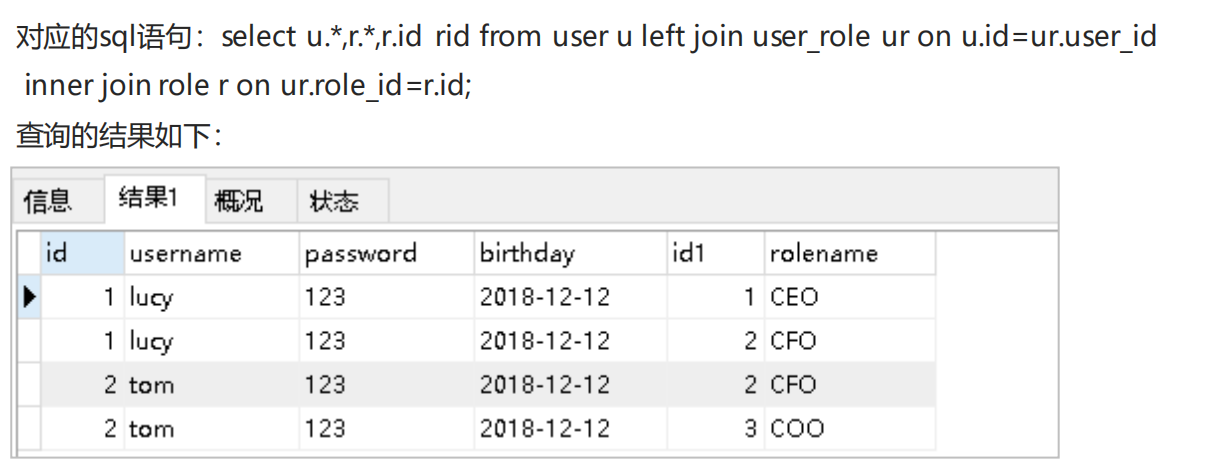 对应的sql语句：select u.*,r.*,r.id rid from user u left join user_role ur on u.id=ur.user_id
inner join role r on ur.role_id=r.id;
查询的结果如下：
信息 结果1 概况 状态
id username password birthday id1 rolename
1 lucy 123 2018-12-12 1 CEO
1 lucy 123 2018-12-12 2 CFO
2 tom 123 2018-12-12 2 CFO
2 tom 123 2018-12-12 3 COO